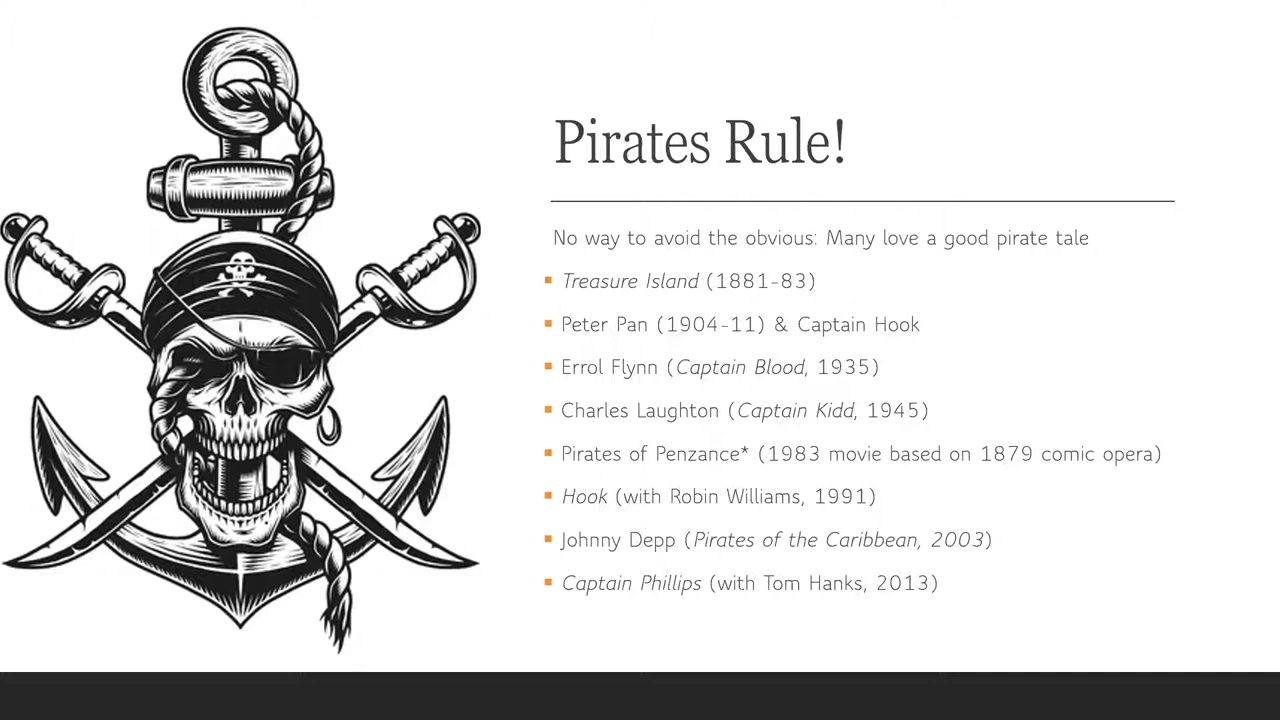 Pirates Rule!
No way to avoid the obvious: Many love a good pirate tale
▪ Treasure Island (1881-83)
▪ Peter Pan (1904-11) & Captain Hook
▪ Errol Flynn (Captain Blood, 1935)
▪ Charles Laughton (Captain Kidd, 1945)
▪ Pirates of Penzance* (1983 movie based on 1879 comic opera)
▪ Hook (with Robin Williams, 1991)
▪ Johnny Depp (Pirates of the Caribbean, 2003)
▪ Captain Phillips (with Tom Hanks, 2013)